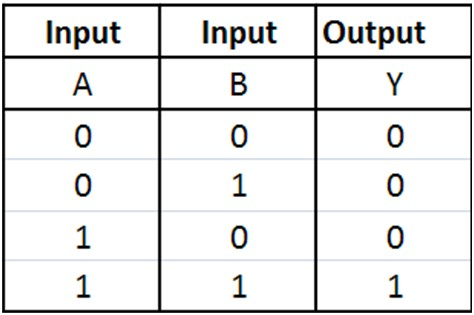 Input Input Output
A B Y
0 0 0
0 1 0
1 0 0
1 1 1